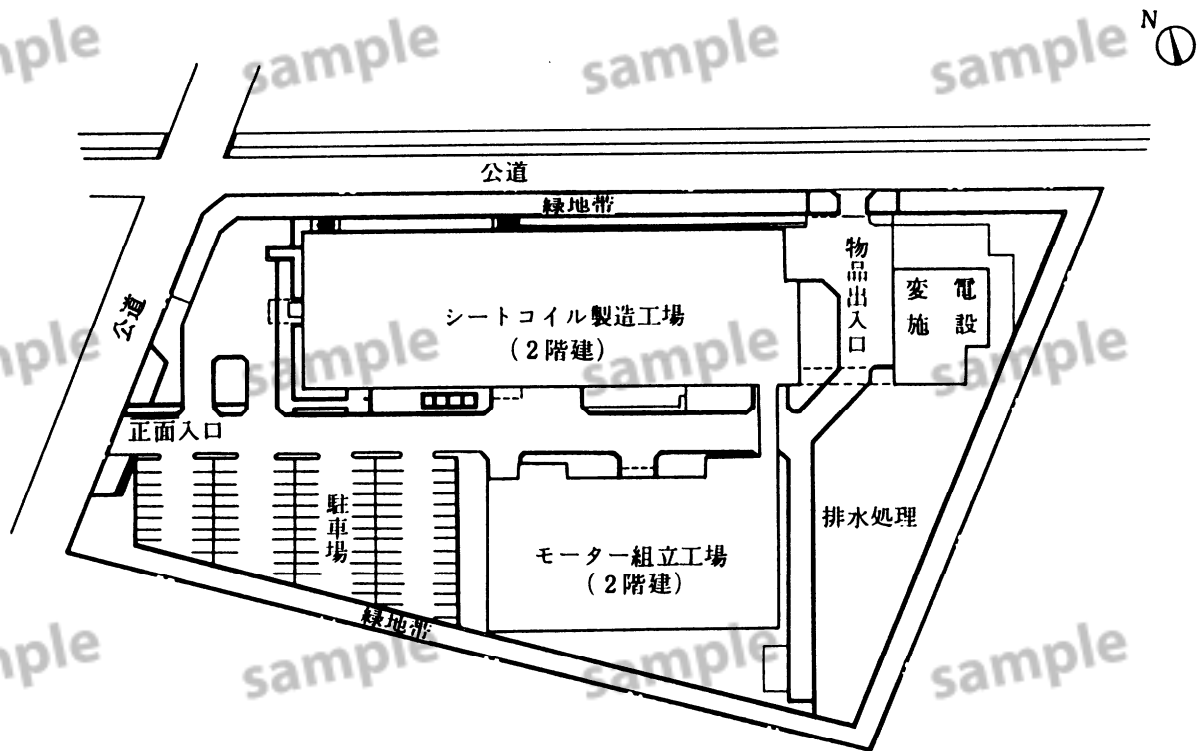 sample
sample
sample
sample
N
公道
緑地帯
物品出入口
変電
施設
公道
シートコイル製造工場
(2階建)
sample
sample
sample
sample
正面入口
駐車場
排水処理
モーター組立工場
(2階建)
緑地帯
sample
sample
sample
sample